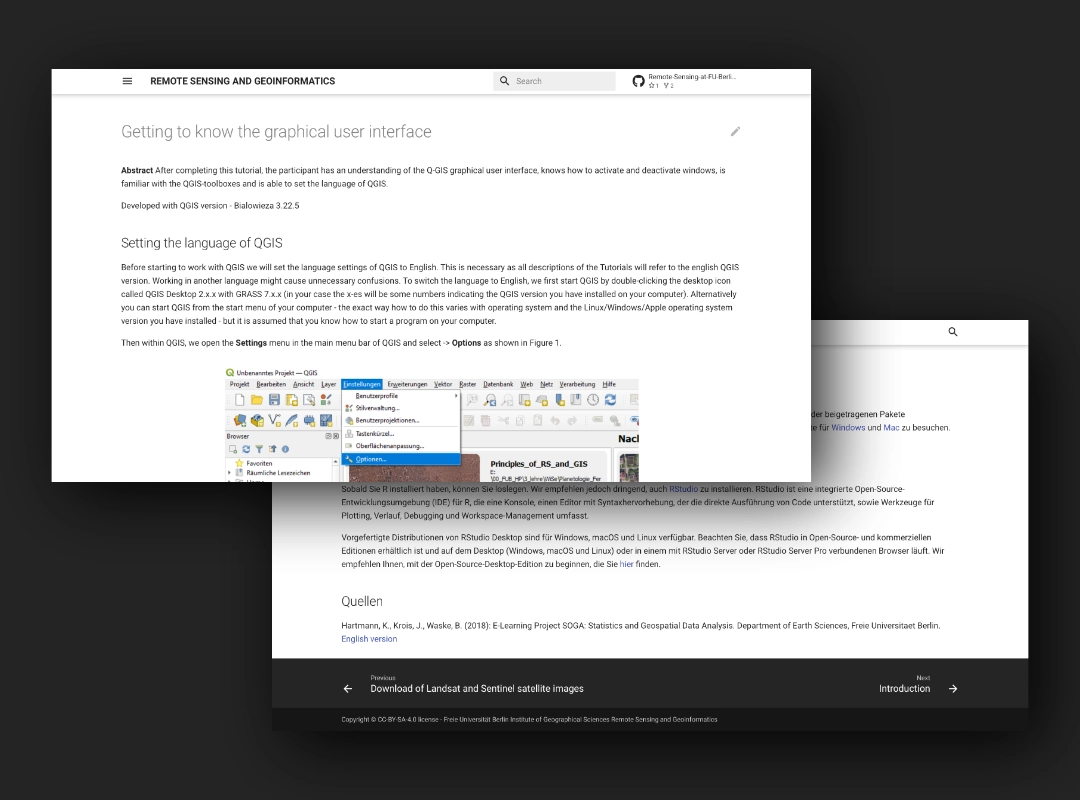 REMOTE SENSING AND GEOINFORMATICS
Search
Remote-Sensing-at-FU-Berli...
1 2
Getting to know the graphical user interface
Abstract After completing this tutorial, the participant has an understanding of the Q-GIS graphical user interface, knows how to activate and deactivate windows, is
familiar with the QGIS-toolboxes and is able to set the language of QGIS.
Developed with QGIS version - Bialowieza 3.22.5
Setting the language of QGIS
Before starting to work with QGIS we will set the language settings of QGIS to English. This is necessary as all descriptions of the Tutorials will refer to the english QGIS
version. Working in another language might cause unnecessary confusions. To switch the language to English, we first start QGIS by double-clicking the desktop icon
called QGIS Desktop 2.x.x with GRASS 7.x.x (in your case the x-es will be some numbers indicating the QGIS version you have installed on your computer). Alternatively
you can start QGIS from the start menu of your computer - the exact way how to do this varies with operating system and the Linux/Windows/Apple operating system
version you have installed - but it is assumed that you know how to start a program on your computer.
Then within QGIS, we open the Settings menu in the main menu bar of QGIS and select -> Options as shown in Figure 1.
Unbenanntes Projekt — QGIS
Projekt Bearbeiten Ansicht Layer Einstellungen Erweiterungen Vektor Raster Datenbank Web Netz Verarbeitung Hilfe
Benutzerprofile
Stilverwaltung...
Benutzerprojektionen...
Tastenkürzel...
Oberflächenanpassung...
Optionen...
Browser
Favoriten
Räumliche Lesezeichen
Principles_of_RS_and_GIS
E:
der beigetragenen Pakete
te für Windows und Mac zu besuchen.
Sobald Sie R installiert haben, können Sie loslegen. Wir empfehlen jedoch dringend, auch RStudio zu installieren. RStudio ist eine integrierte Open-Source-
Entwicklungsumgebung (IDE) für R, die eine Konsole, einen Editor mit Syntaxhervorhebung, der die direkte Ausführung von Code unterstützt, sowie Werkzeuge für
Plotting, Verlauf, Debugging und Workspace-Management umfasst.
Vorgefertigte Distributionen von RStudio Desktop sind für Windows, macOS und Linux verfügbar. Beachten Sie, dass RStudio in Open-Source- und kommerziellen
Editionen erhältlich ist und auf dem Desktop (Windows, macOS und Linux) oder in einem mit RStudio Server oder RStudio Server Pro verbundenen Browser läuft. Wir
empfehlen Ihnen, mit der Open-Source-Desktop-Edition zu beginnen, die Sie hier finden.
Quellen
Hartmann, K., Krois, J., Waske, B. (2018): E-Learning Project SOGA: Statistics and Geospatial Data Analysis. Department of Earth Sciences, Freie Universitaet Berlin.
English version
Previous
Download of Landsat and Sentinel satellite images
Next
Introduction
Copyright © CC-BY-SA-4.0 license - Freie Universität Berlin Institute of Geographical Sciences Remote Sensing and Geoinformatics